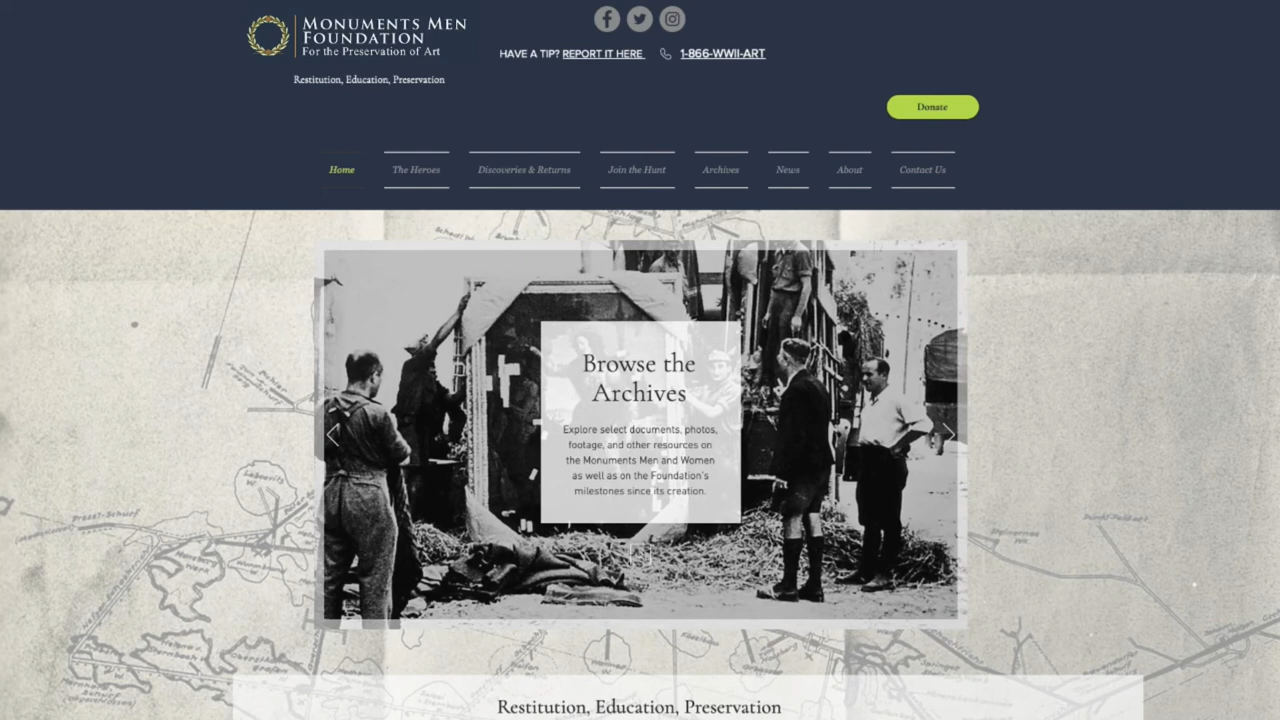 MONUMENTS MEN
FOUNDATION
For the Preservation of Art
Restitution, Education, Preservation
HAVE A TIP? REPORT IT HERE
1-866-WWII-ART
Donate
Home
The Heroes
Discoveries & Returns
Join the Hunt
Archives
News
About
Contact Us
Browse the
Archives
Explore select documents, photos,
footage, and other resources on
the Monuments Men and Women
as well as on the Foundation's
milestones since its creation.
Restitution, Education, Preservation